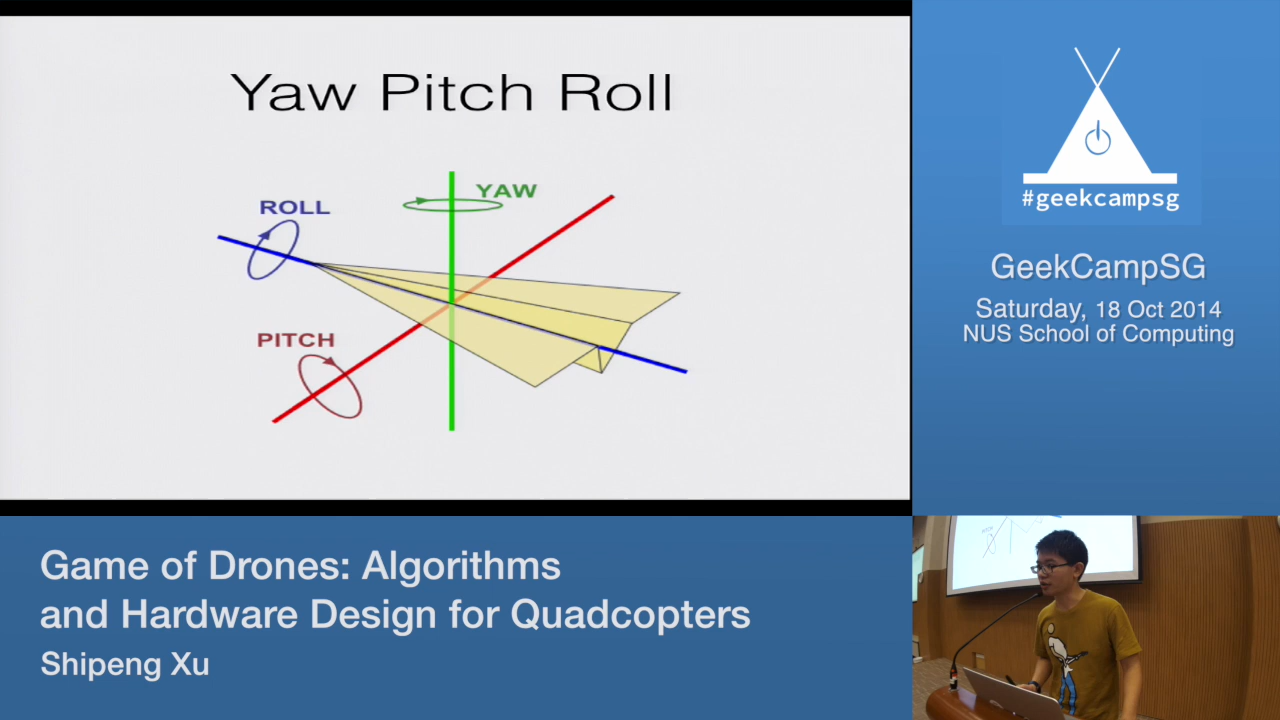 Yaw Pitch Roll
ROLL
YAW
PITCH
#geekcampsg
GeekCampSG
Saturday, 18 Oct 2014
NUS School of Computing
Game of Drones: Algorithms
and Hardware Design for Quadcopters
Shipeng Xu